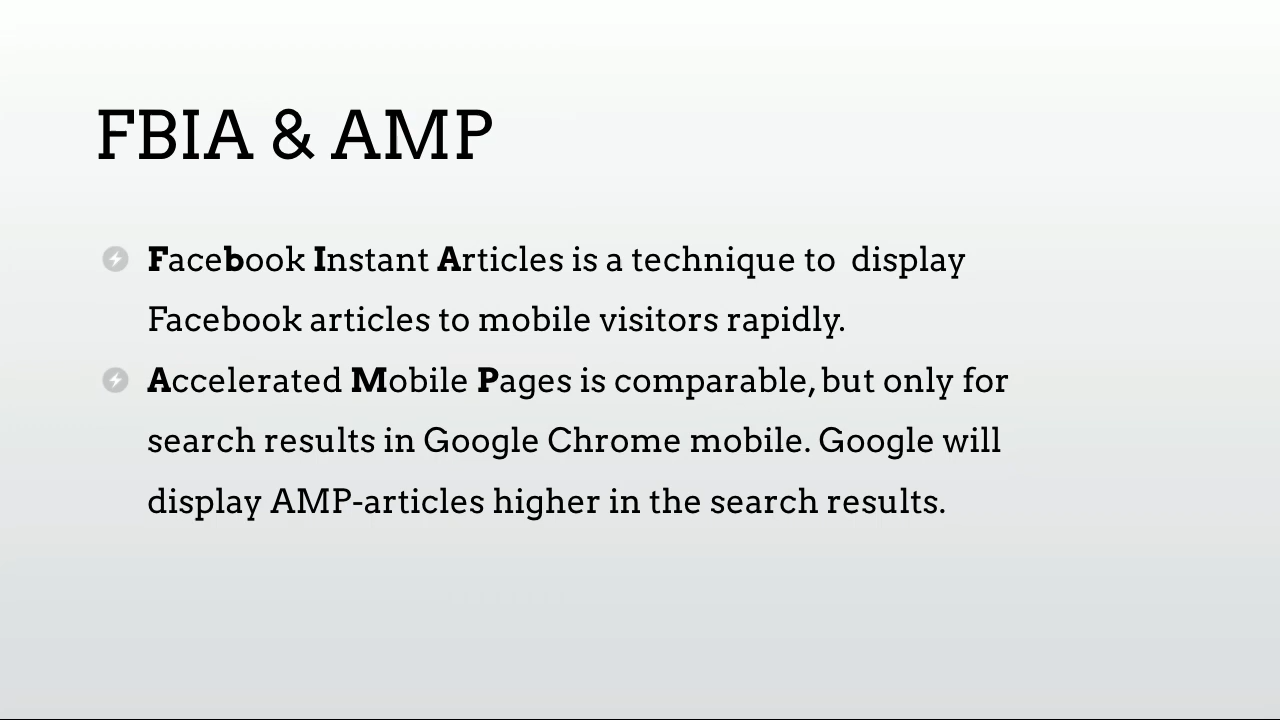 FBIA & AMP
Facebook Instant Articles is a technique to  display
Facebook articles to mobile visitors rapidly.
Accelerated Mobile Pages is comparable, but only for
search results in Google Chrome mobile. Google will
display AMP-articles higher in the search results.